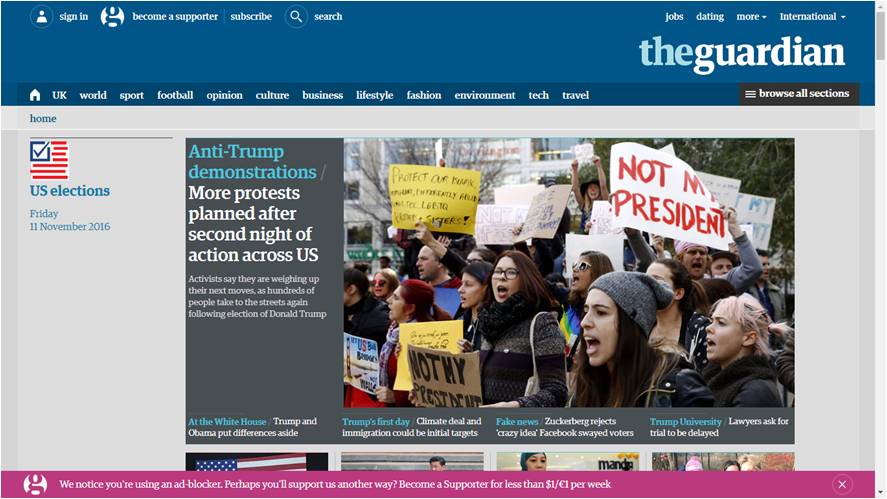 sign in
become a supporter
subscribe
search
jobs
dating
more
International
theguardian
UK
world
sport
football
opinion
culture
business
lifestyle
fashion
environment
tech
travel
browse all sections
home
US elections
Friday
11 November 2016
Anti-Trump
demonstrations /
More protests
planned after
second night of
action across US
Activists say they are weighing up
their next moves, as hundreds of
people take to the streets again
following election of Donald Trump
PROTECT OUR
LGBTQ
SISTERS!
NOT M
PRESIDENT
NOT MY
PRESIDENT
At the White House / Trump and
Obama put differences aside
Trump's first day / Climate deal and
immigration could be initial targets
Fake news / Zuckerberg rejects
'crazy idea' Facebook swayed voters
Trump University / Lawyers ask for
trial to be delayed
We notice you're using an ad-blocker. Perhaps you'll support us another way? Become a Supporter for less than $1/€1 per week